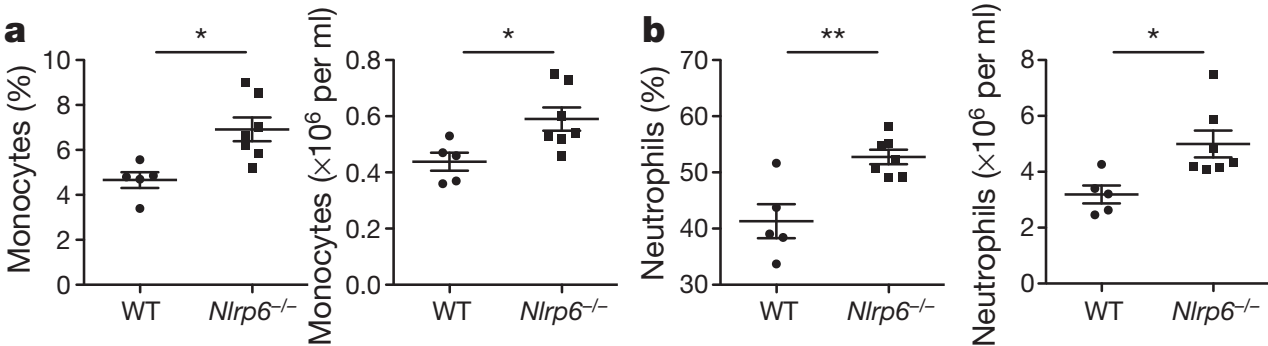 a
*
Monocytes (%)
10
8
6
4
2
0
WT
Nlrp6–/–
*
Monocytes (×10⁶ per ml)
0.8
0.6
0.4
0.2
0.0
WT
Nlrp6–/–
b
**
Neutrophils (%)
70
60
50
40
30
WT
Nlrp6–/–
*
Neutrophils (×10⁶ per ml)
8
6
4
2
0
WT
Nlrp6–/–